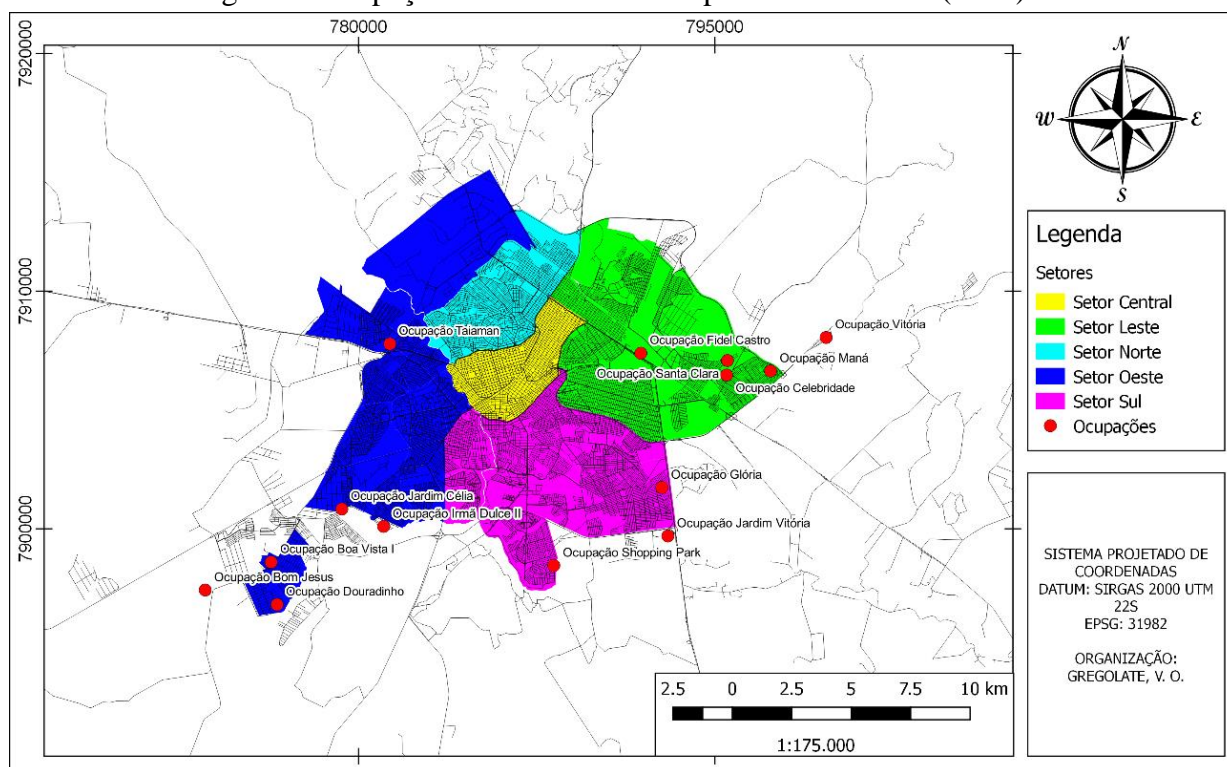 780000
795000
7920000
7910000
7900000
N
W
E
S
Legenda
Setores
Setor Central
Setor Leste
Setor Norte
Setor Oeste
Setor Sul
Ocupações
Ocupação Vitória
Ocupação Taiaman
Ocupação Fidel Castro
Ocupação Maná
Ocupação Santa Clara
Ocupação Celebridade
Ocupação Glória
Ocupação Jardim Célia
Ocupação Irmã Dulce II
Ocupação Jardim Vitória
Ocupação Boa Vista I
Ocupação Shopping Park
Ocupação Bom Jesus
Ocupação Douradinho
SISTEMA PROJETADO DE
COORDENADAS
DATUM: SIRGAS 2000 UTM
22S
EPSG: 31982
ORGANIZAÇÃO:
GREGOLATE, V. O.
2.5 0 2.5 5 7.5 10 km
1:175.000